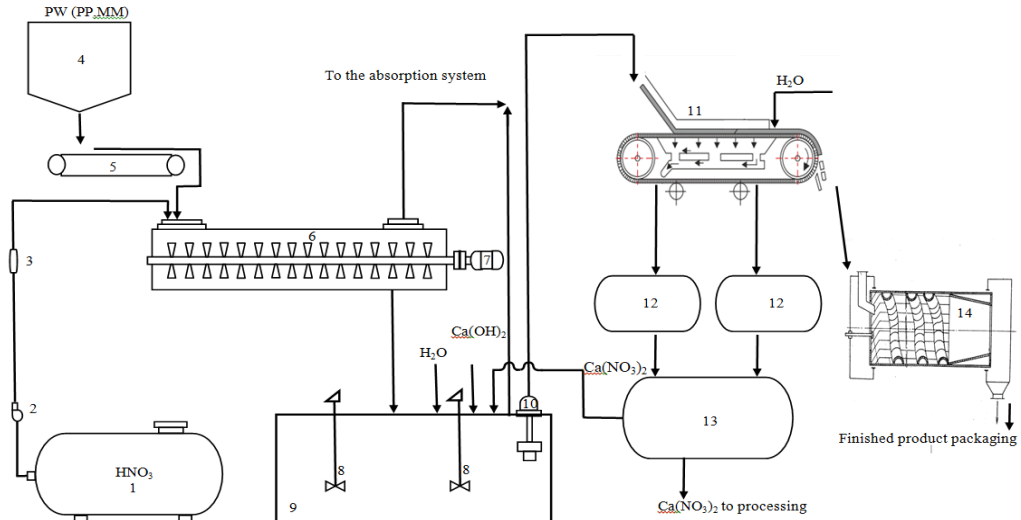 PW (PP.MM)
4
To the absorption system
H₂O
11
5
6
3
7
12
12
14
Ca(OH)₂
H₂O
Ca(NO₃)₂
10
2
13
Finished product packaging
HNO₃
1
8
8
9
Ca(NO₃)₂ to processing